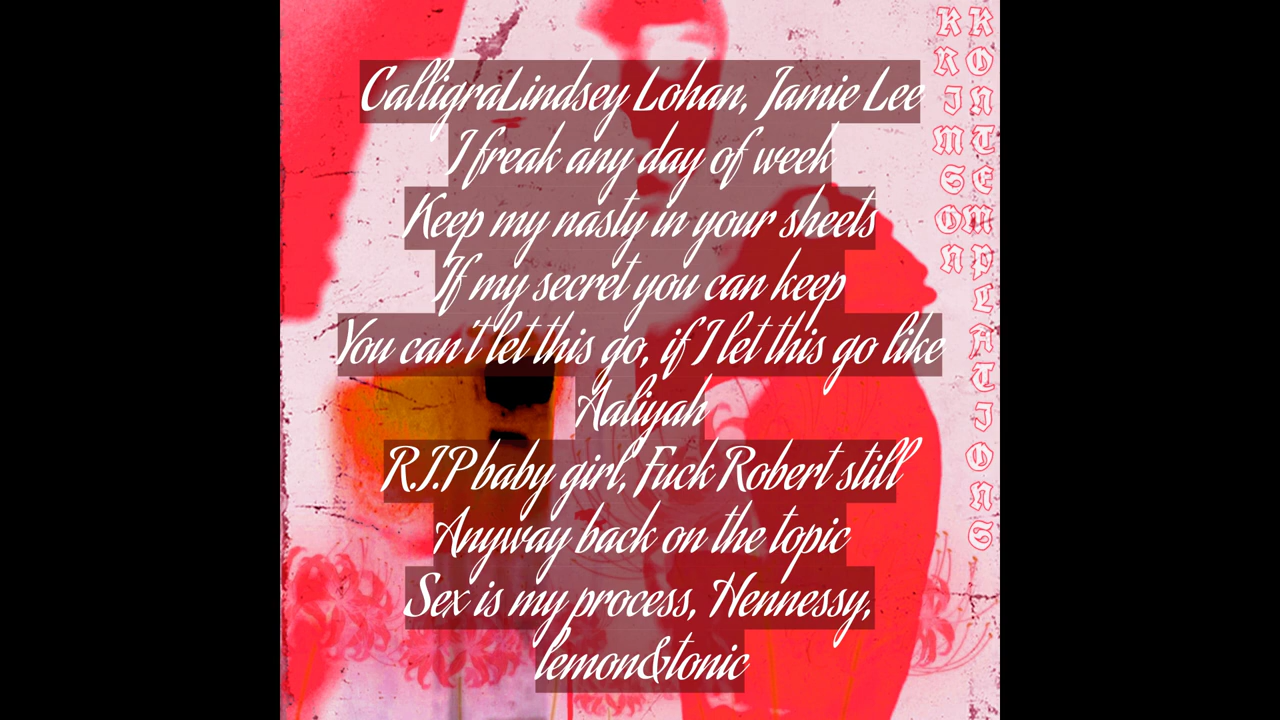 CalligraLindsey Lohan, Jamie Lee
I freak any day of week
Keep my nasty in your sheets
If my secret you can keep
You can't let this go, if I let this go like
Aaliyah
R.I.P baby girl, Fuck Robert still
Anyway back on the topic
Sex is my process, Hennessy,
lemon&tonic
KRIMSON
KONTEMPLATIONS